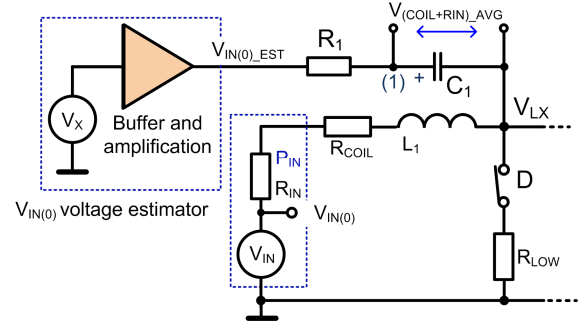 V(COIL+RIN)_AVG
VIN(0)_EST
R1
(1)
+
C1
VX
Buffer and
amplification
VLX
RCOIL
L1
PIN
RIN
D
VIN(0) voltage estimator
VIN(0)
VIN
RLOW